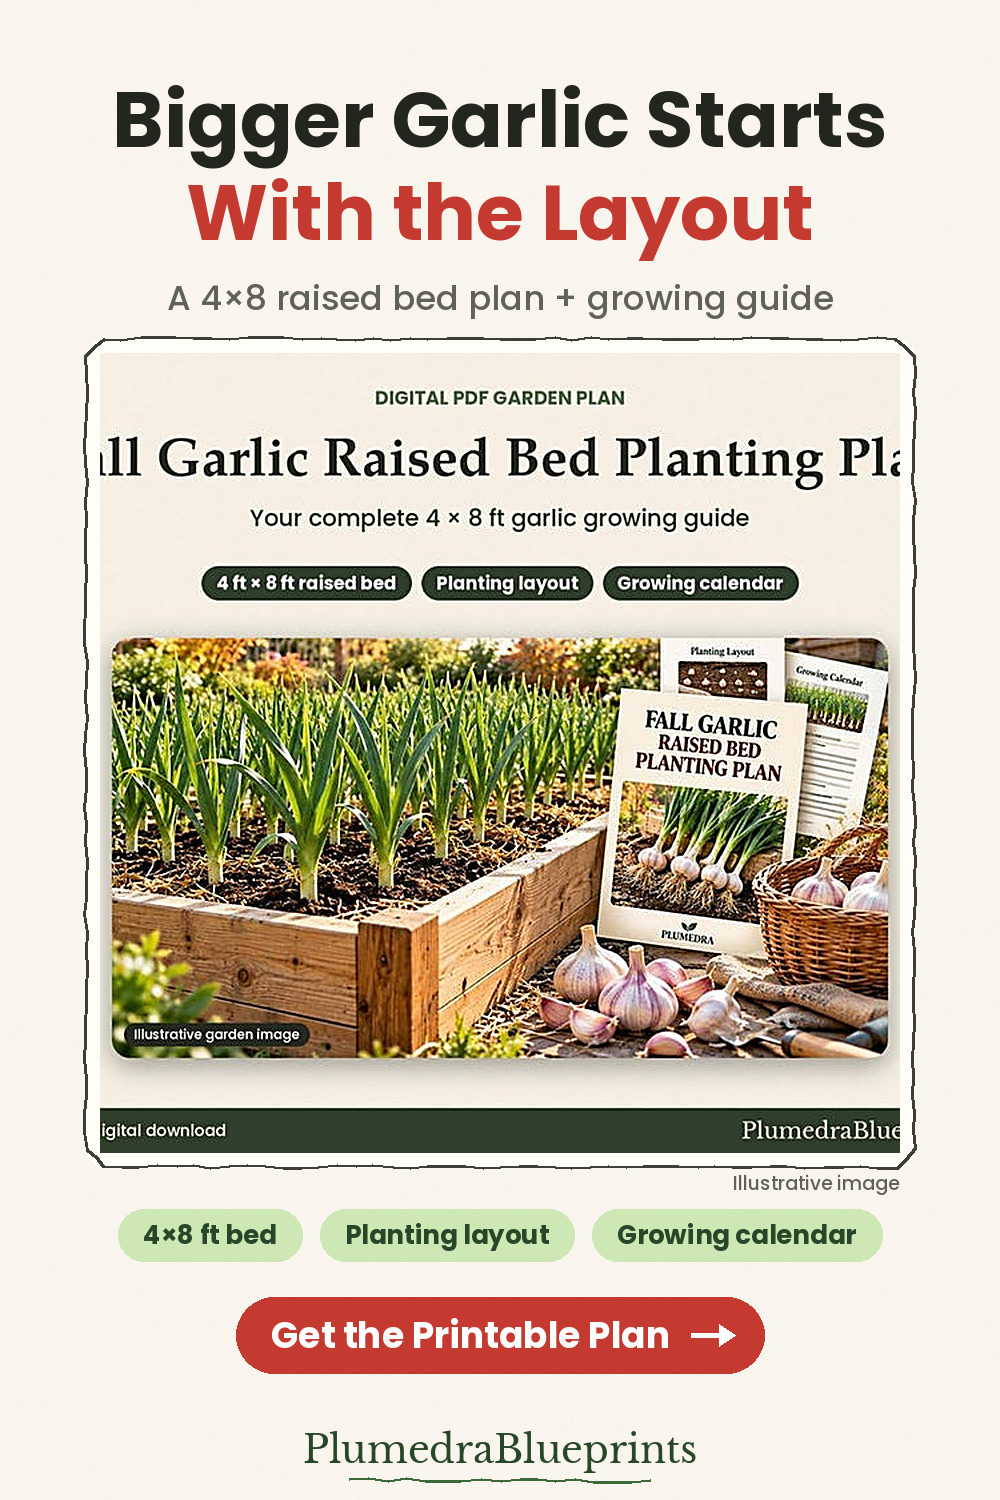 Bigger Garlic Starts
With the Layout
A 4×8 raised bed plan + growing guide
DIGITAL PDF GARDEN PLAN
all Garlic Raised Bed Planting Pla
Your complete 4 × 8 ft garlic growing guide
4 ft × 8 ft raised bed
Planting layout
Growing calendar
Planting Layout
Growing Calendar
FALL GARLIC
RAISED BED
PLANTING PLAN
PLUMEDRA
Illustrative garden image
igital download
PlumedraBlue
Illustrative image
4×8 ft bed
Planting layout
Growing calendar
Get the Printable Plan →
PlumedraBlueprints